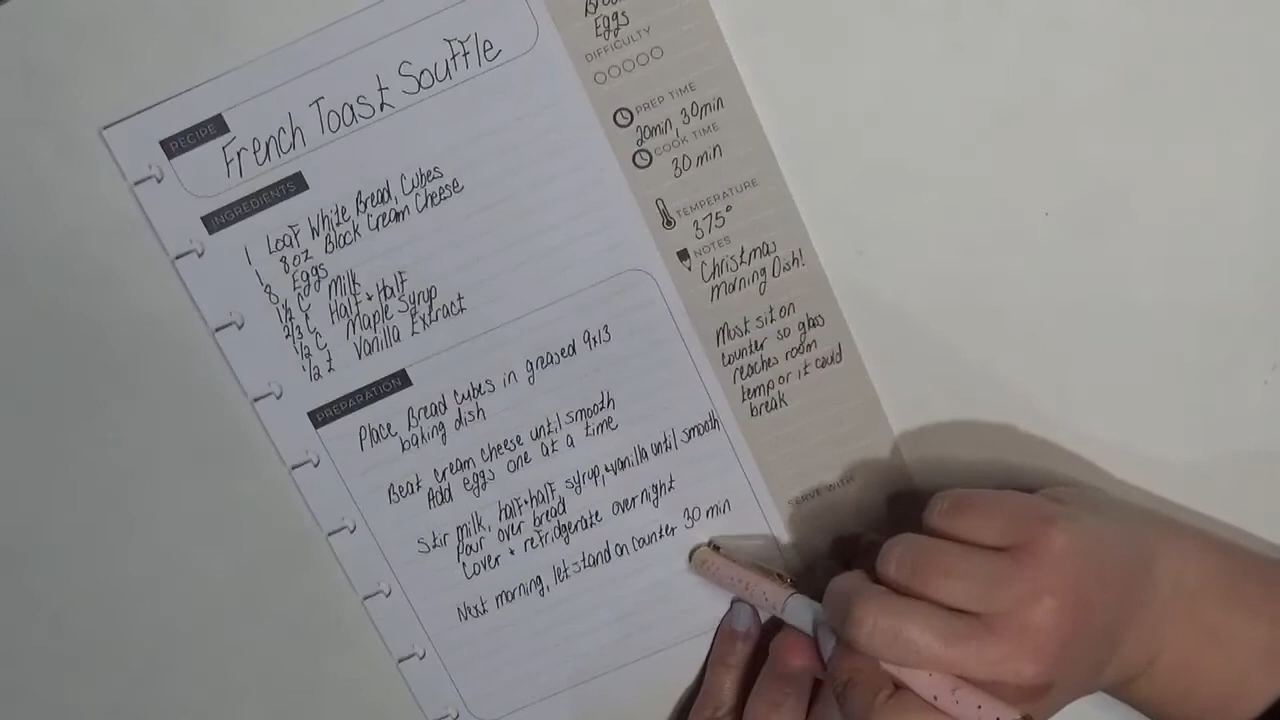 RECIPE
French Toast Souffle
INGREDIENTS
1 Loaf White Bread, Cubes
1 8oz Block Cream Cheese
8 Eggs
1½ C Milk
2/3 C Half + Half
1/2 C Maple Syrup
1/2 t Vanilla Extract
PREPARATION
Place Bread Cubes in greased 9x13
baking dish
Beat cream cheese until smooth
Add eggs one at a time
Stir milk, half+half, syrup, +vanilla until smooth
Pour over bread
Cover + refridgerate overnight
Next morning, let stand on counter 30 min
Eggs
DIFFICULTY
PREP TIME
20min, 30min
COOK TIME
30 min
TEMPERATURE
375°
NOTES
Christmas
morning Dish!
Most sit on
counter so glass
reaches room
temp or it could
break
SERVE WITH